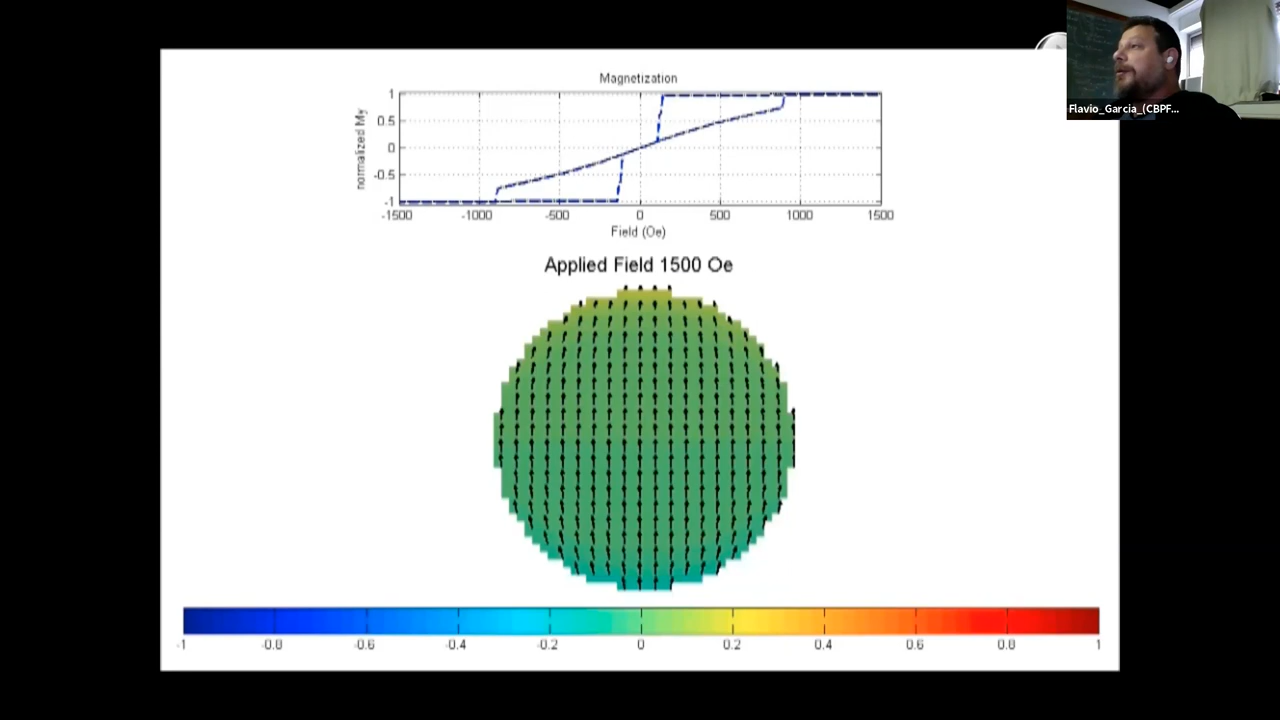 Magnetization
normalized My
1
0.5
0
-0.5
-1
-1500 -1000 -500 0 500 1000 1500
Field (Oe)
Applied Field 1500 Oe
-1 -0.8 -0.6 -0.4 -0.2 0 0.2 0.4 0.6 0.8 1
Flavio_Garcia_(CBPF...